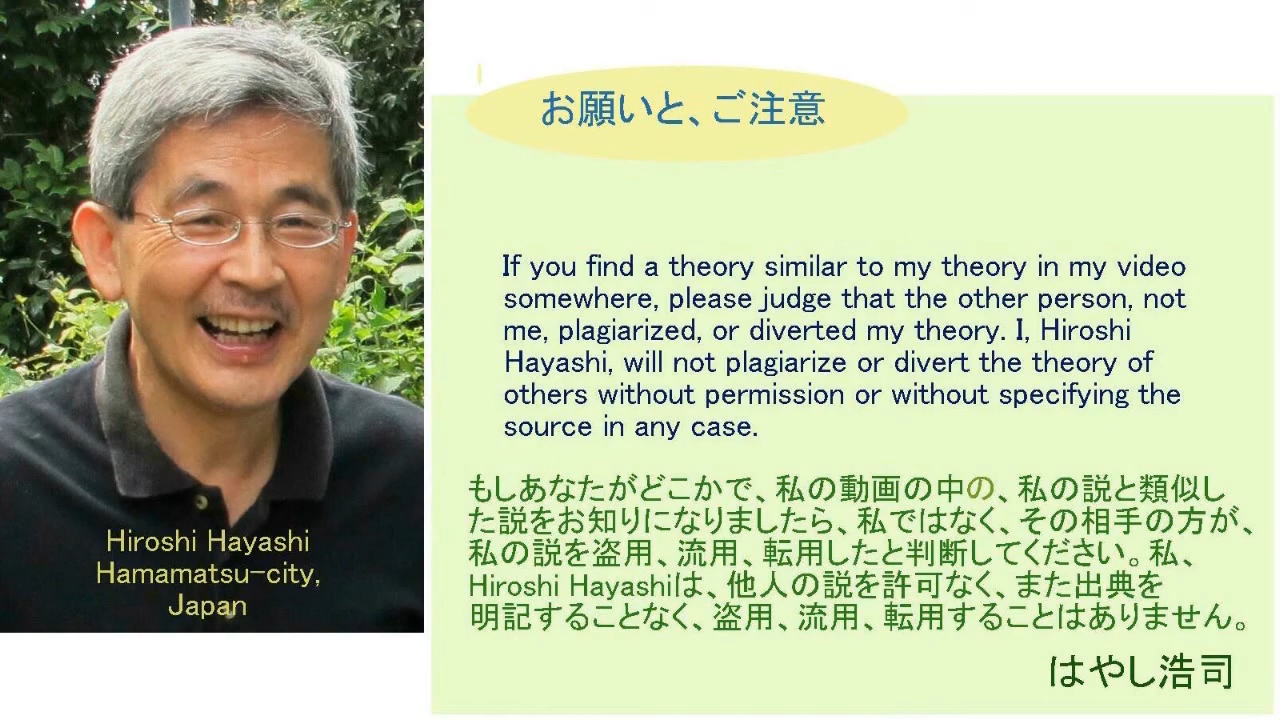 お願いと、ご注意
If you find a theory similar to my theory in my video
somewhere, please judge that the other person, not
me, plagiarized, or diverted my theory. I, Hiroshi
Hayashi, will not plagiarize or divert the theory of
others without permission or without specifying the
source in any case.
もしあなたがどこかで、私の動画の中の、私の説と類似し
た説をお知りになりましたら、私ではなく、その相手の方が、
私の説を盗用、流用、転用したと判断してください。私、
Hiroshi Hayashiは、他人の説を許可なく、また出典を
明記することなく、盗用、流用、転用することはありません。
はやし浩司
Hiroshi Hayashi
Hamamatsu-city,
Japan